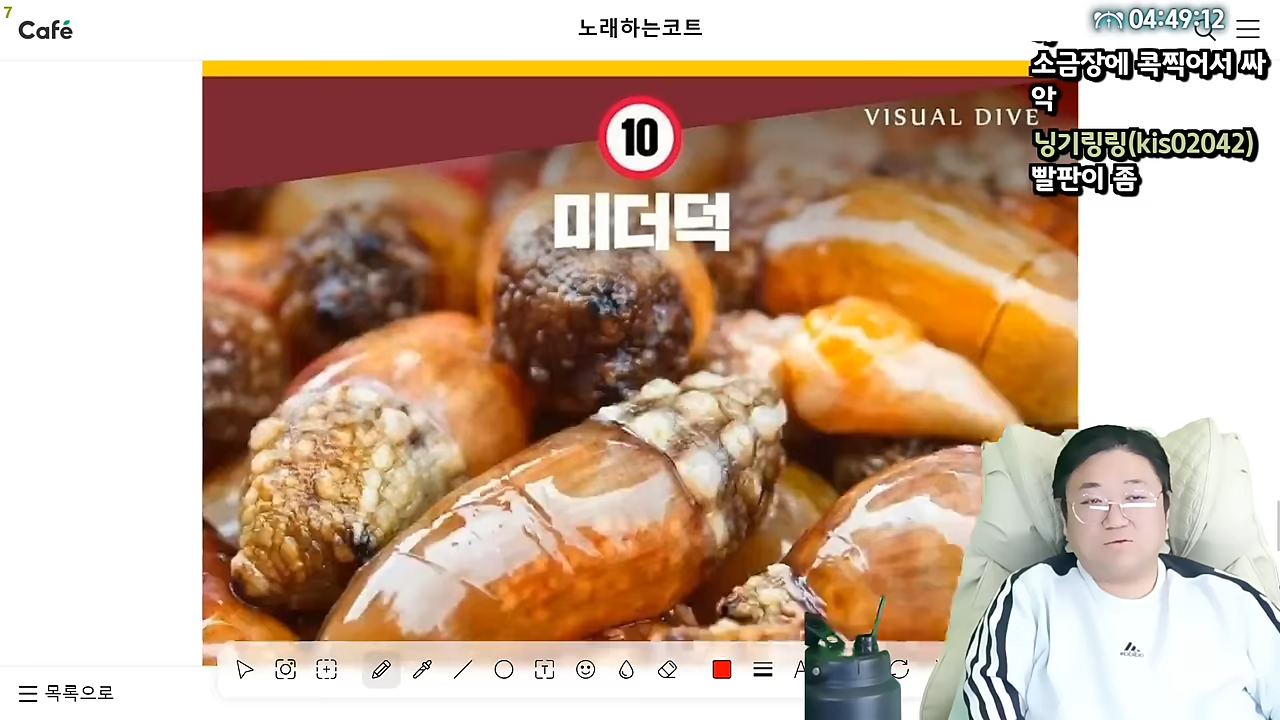 7
Café
노래하는코트
04:49:12
소금장에 콕찍어서 싸
악
닝기링링(kis02042)
빨판이 좀
VISUAL DIVE
10
미더덕
목록으로